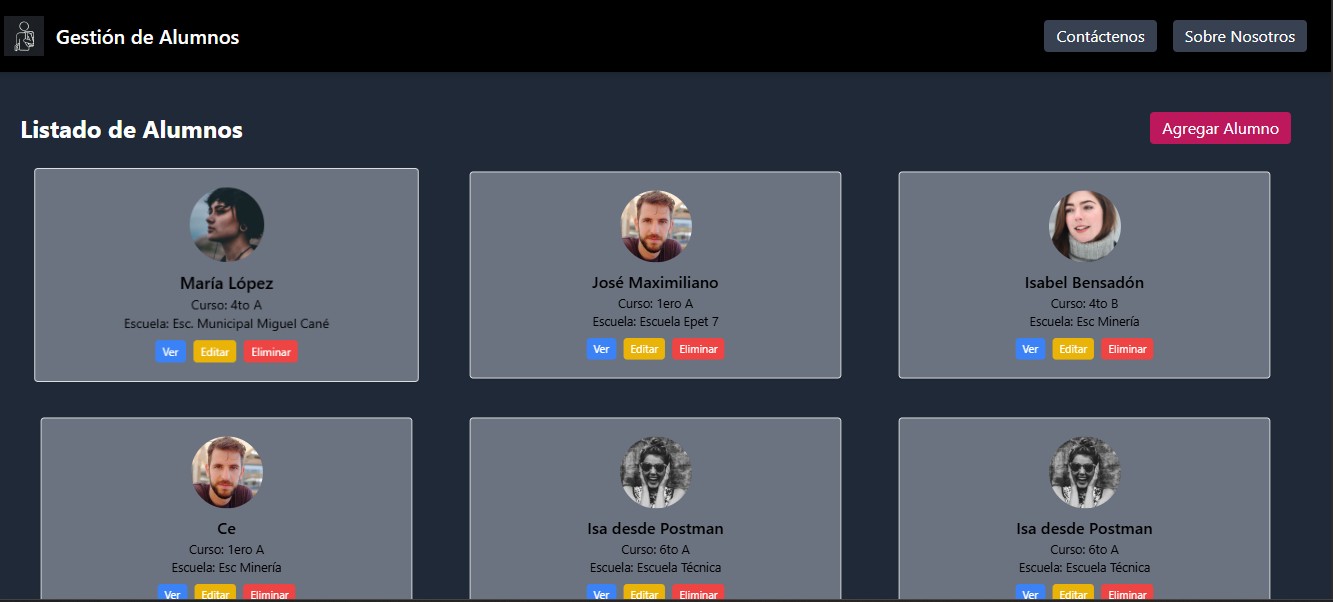 Gestión de Alumnos
Contáctenos
Sobre Nosotros
Listado de Alumnos
Agregar Alumno
María López
Curso: 4to A
Escuela: Esc. Municipal Miguel Cané
Ver Editar Eliminar
José Maximiliano
Curso: 1ero A
Escuela: Escuela Epet 7
Ver Editar Eliminar
Isabel Bensadón
Curso: 4to B
Escuela: Esc Minería
Ver Editar Eliminar
Ce
Curso: 1ero A
Escuela: Esc Minería
Ver Editar Eliminar
Isa desde Postman
Curso: 6to A
Escuela: Escuela Técnica
Ver Editar Eliminar
Isa desde Postman
Curso: 6to A
Escuela: Escuela Técnica
Ver Editar Eliminar